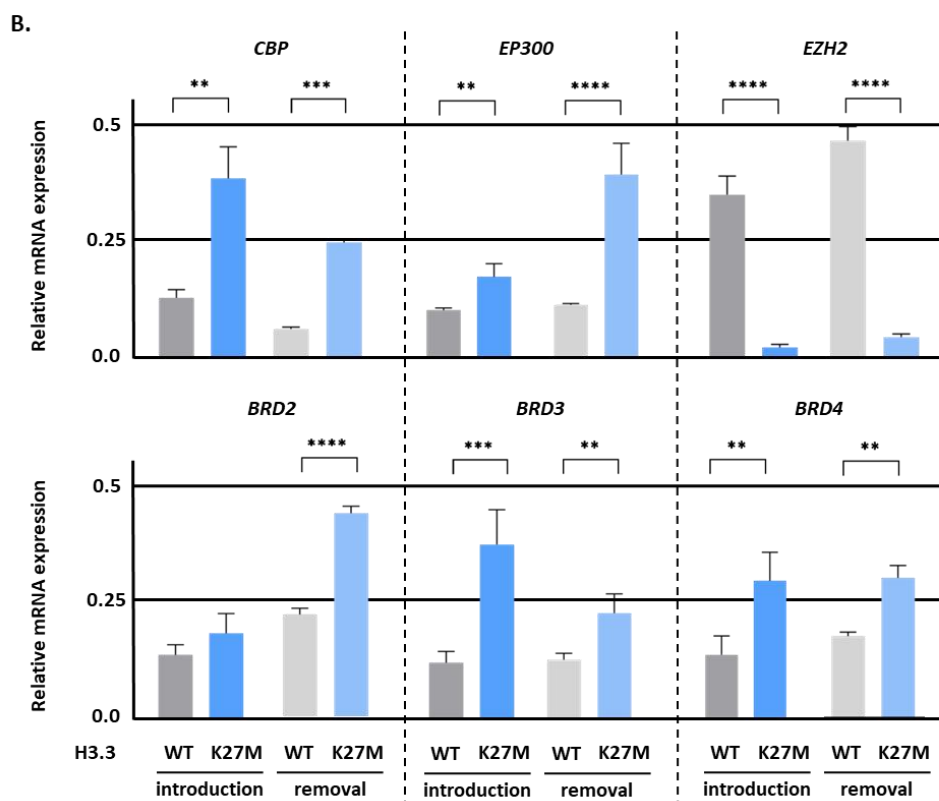 B.
CBP EP300 EZH2
** *** ** **** **** ****
Relative mRNA expression
0.5
0.25
0.0
BRD2 BRD3 BRD4
**** *** ** ** **
Relative mRNA expression
0.5
0.25
0.0
H3.3 WT K27M WT K27M WT K27M WT K27M WT K27M WT K27M
introduction removal introduction removal introduction removal